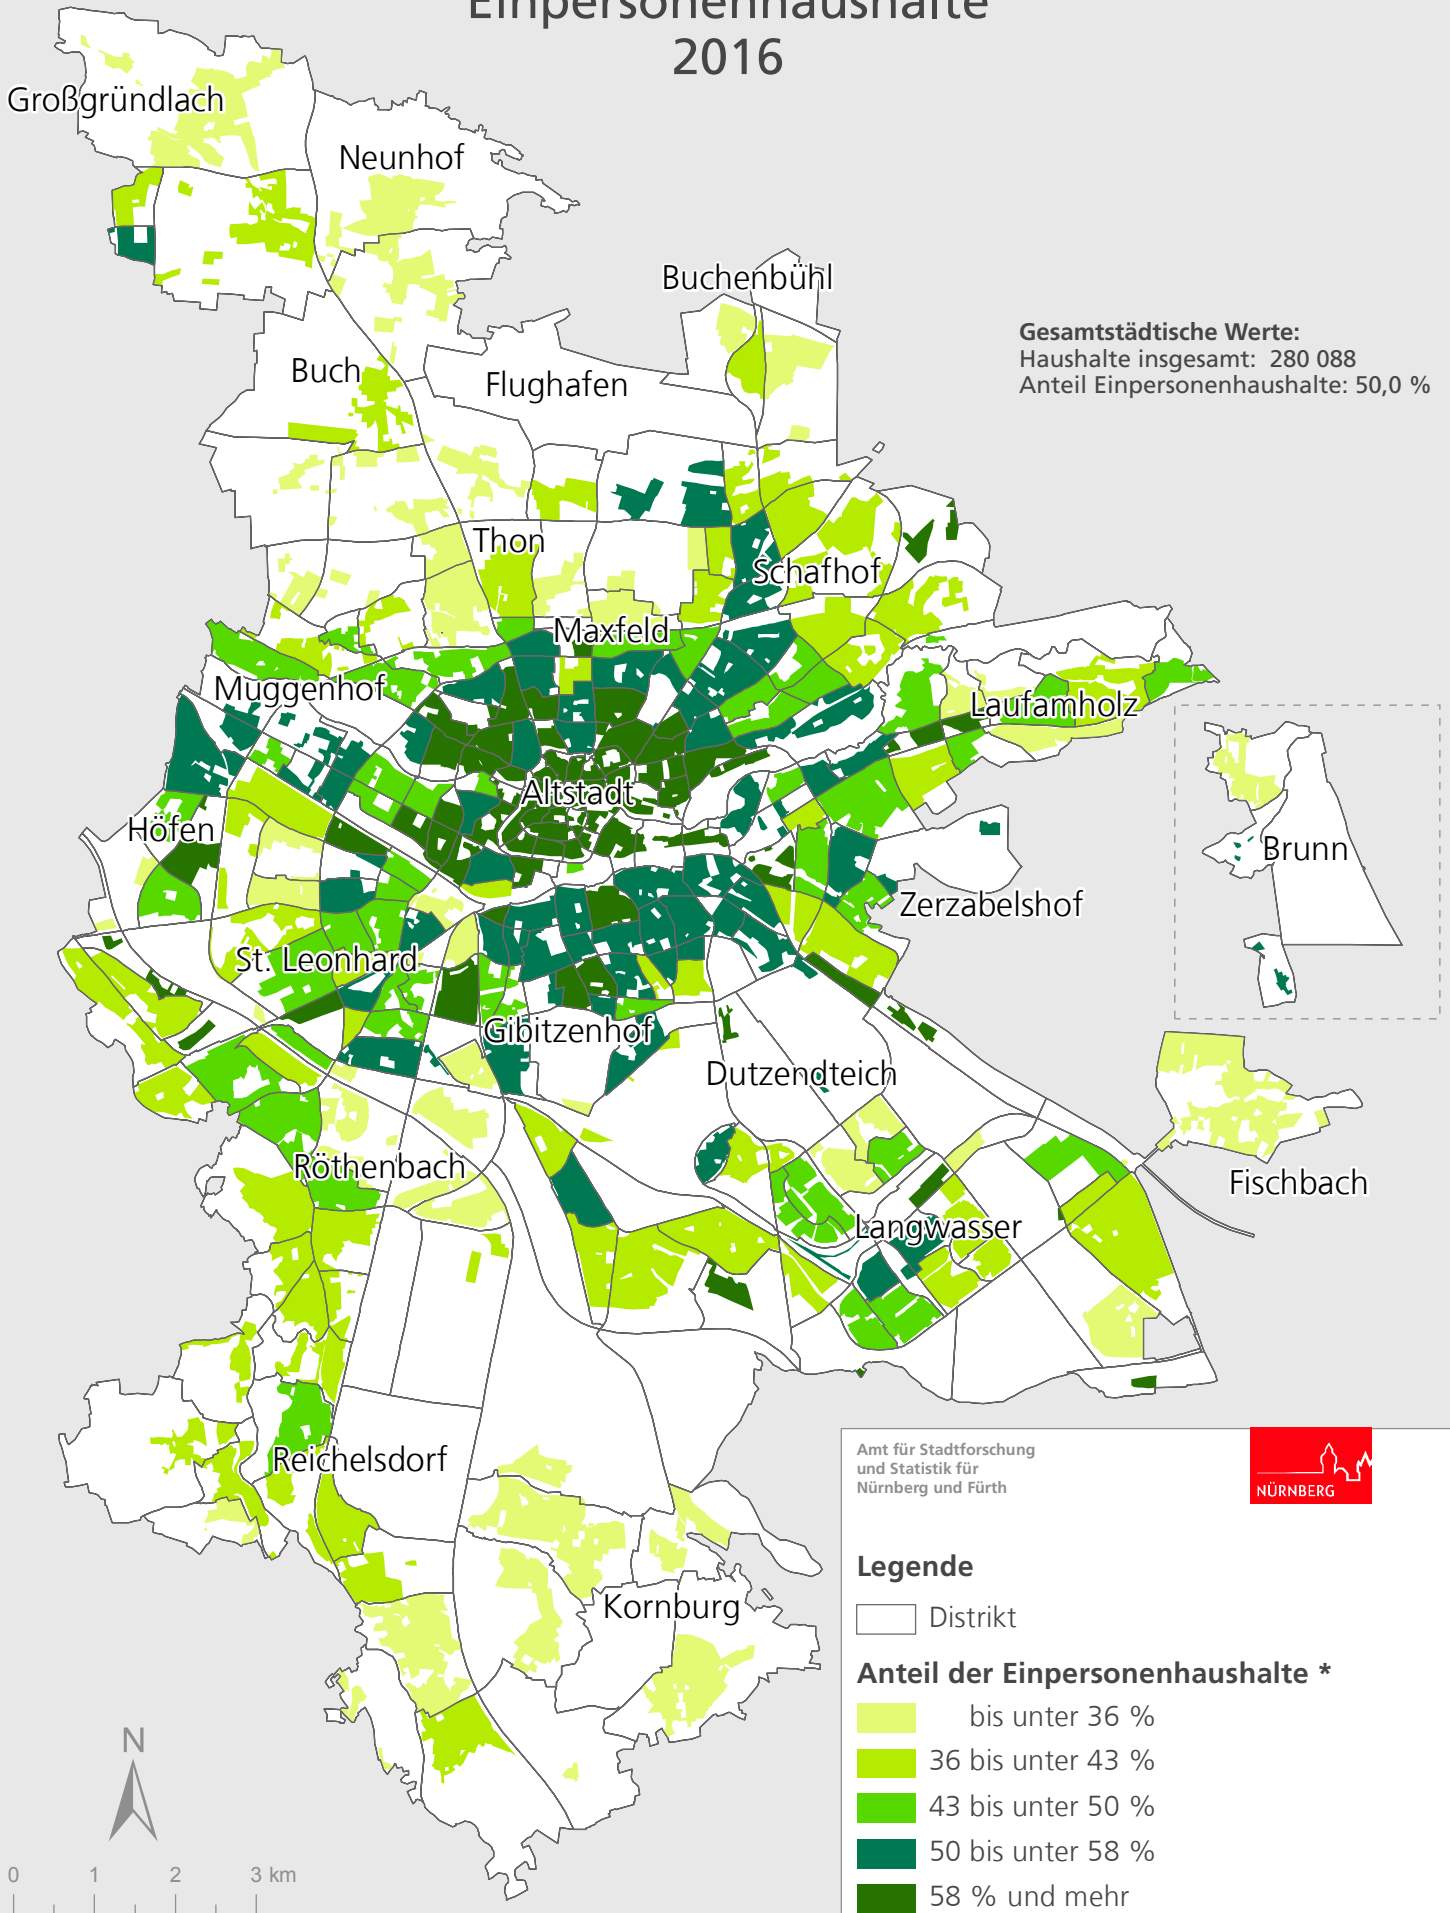 Einpersonenhaushalte
2016
Großgründlach
Neunhof
Buchenbühl
Gesamtstädtische Werte:
Haushalte insgesamt: 280 088
Anteil Einpersonenhaushalte: 50,0 %
Buch
Flughafen
Thon
Schafhof
Maxfeld
Muggenhof
Laufamholz
Altstadt
Höfen
Brunn
Zerzabelshof
St. Leonhard
Gibitzenhof
Dutzendteich
Röthenbach
Fischbach
Langwasser
Reichelsdorf
Amt für Stadtforschung
und Statistik für
Nürnberg und Fürth
NÜRNBERG
Legende
Distrikt
Kornburg
Anteil der Einpersonenhaushalte *
bis unter 36 %
36 bis unter 43 %
43 bis unter 50 %
50 bis unter 58 %
58 % und mehr
N
0 1 2 3 km